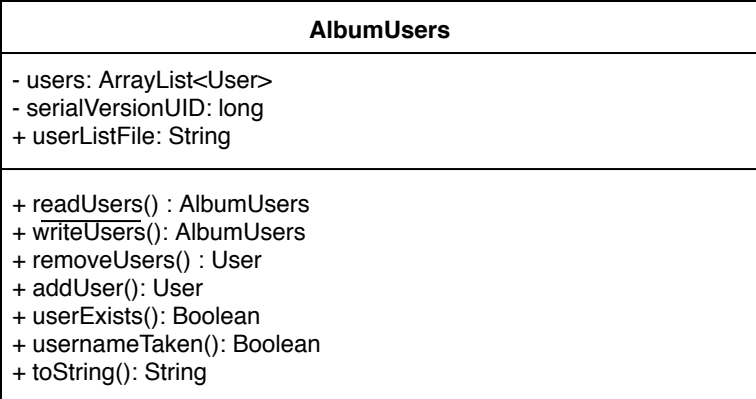 AlbumUsers
- users: ArrayList<User>
- serialVersionUID: long
+ userListFile: String
+ readUsers() : AlbumUsers
+ writeUsers(): AlbumUsers
+ removeUsers() : User
+ addUser(): User
+ userExists(): Boolean
+ usernameTaken(): Boolean
+ toString(): String